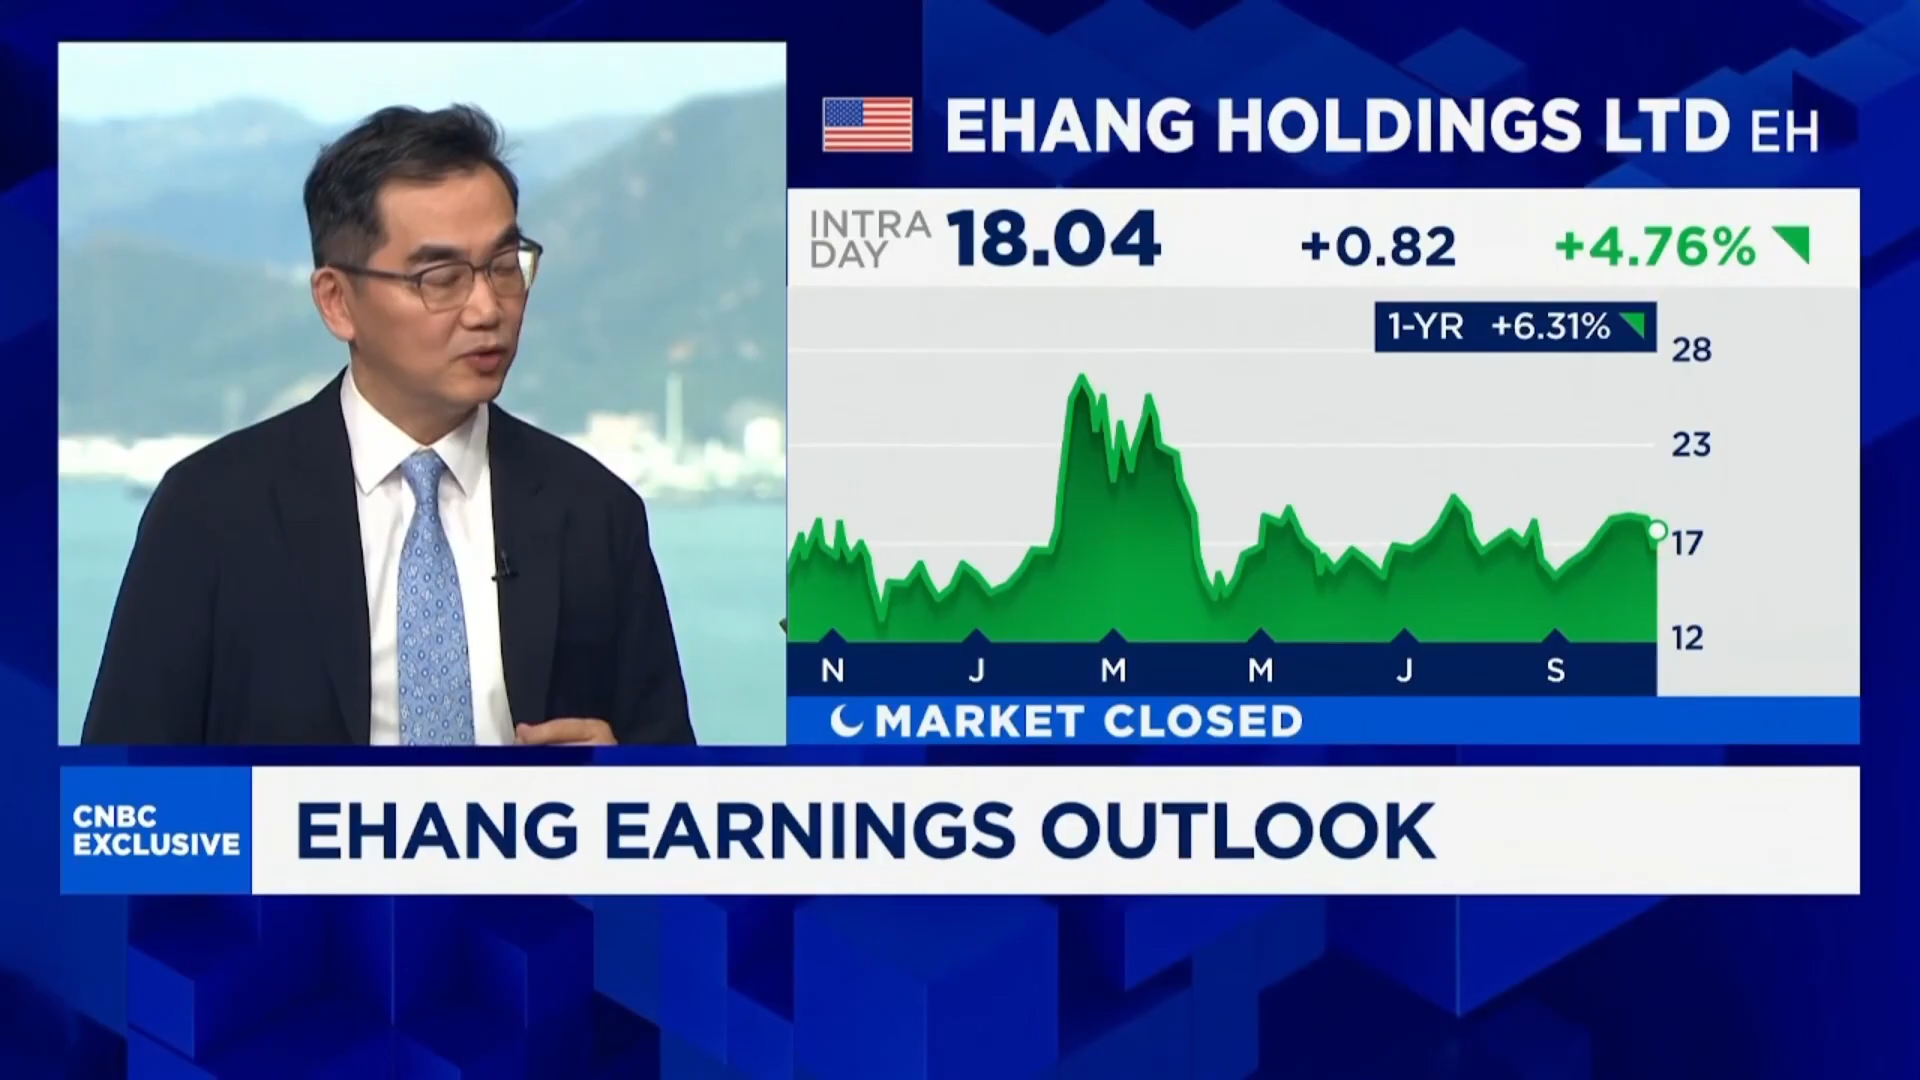 EHANG HOLDINGS LTD EH
INTRA DAY 18.04 +0.82 +4.76%
1-YR +6.31%
28
23
17
12
N J M M J S
MARKET CLOSED
CNBC EXCLUSIVE
EHANG EARNINGS OUTLOOK